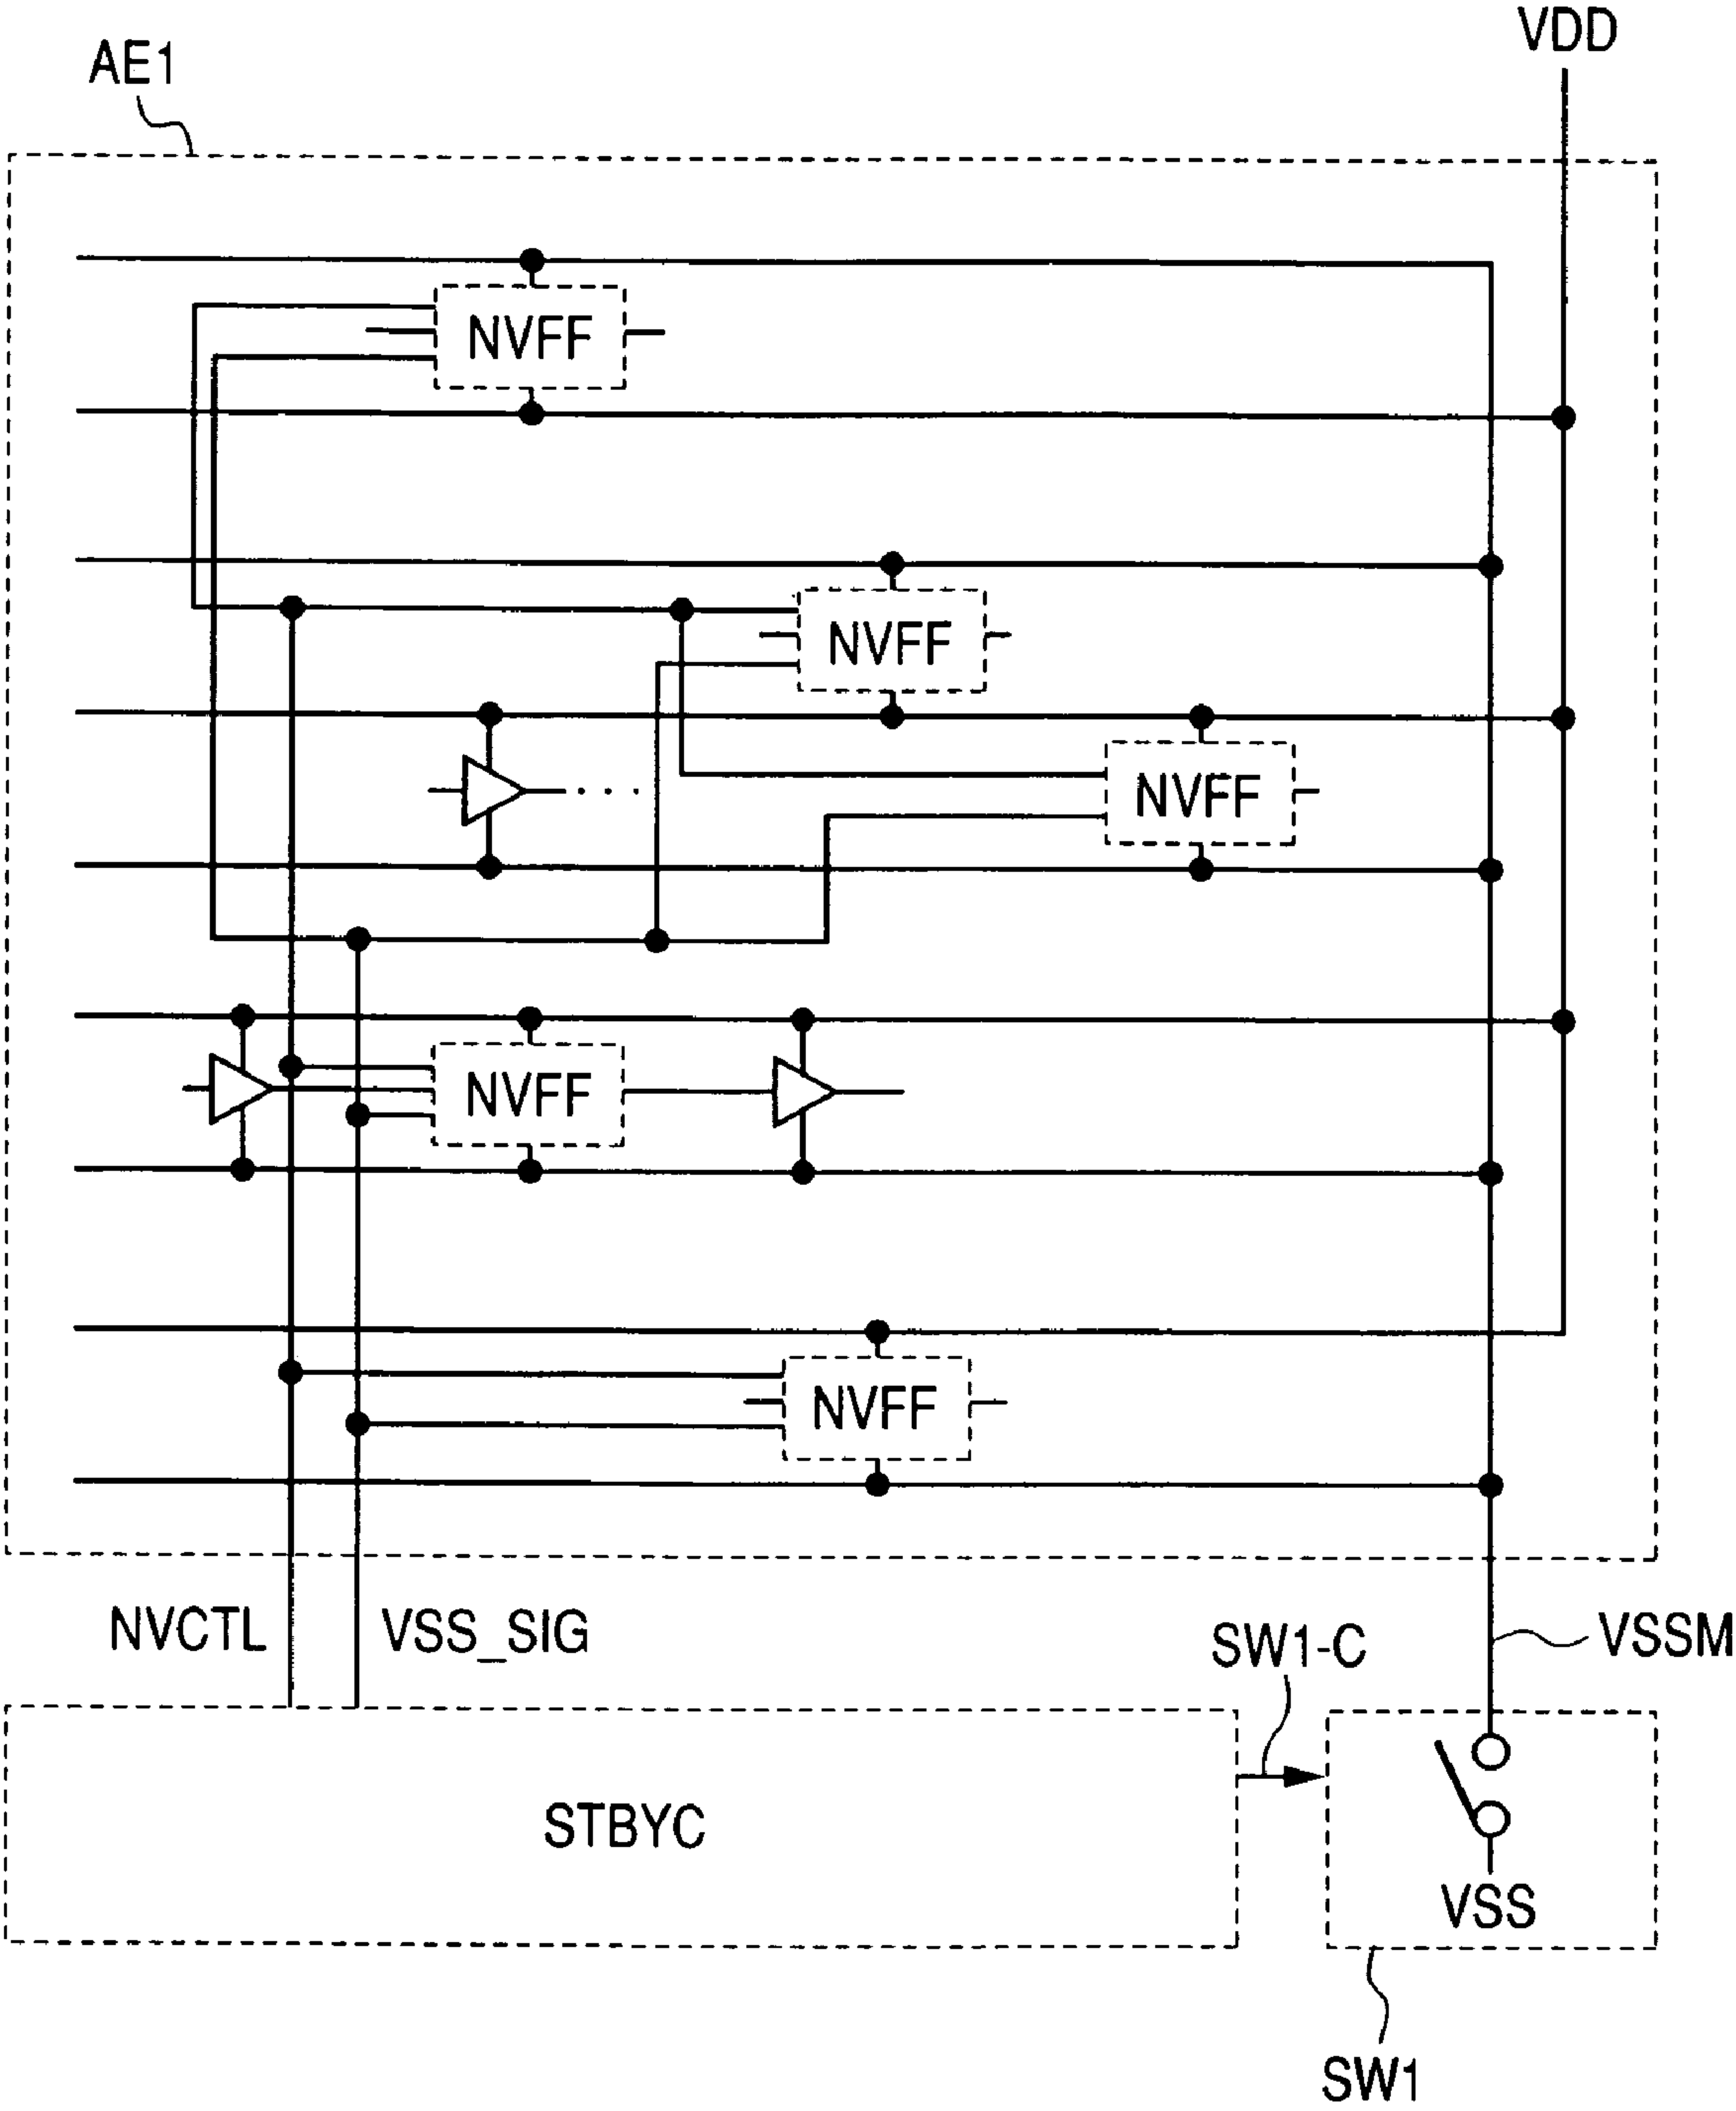 VDD
AE1
NVFF
NVFF
NVFF
NVFF
NVFF
NVCTL
VSS_SIG
SW1-C
VSSM
STBYC
VSS
SW1